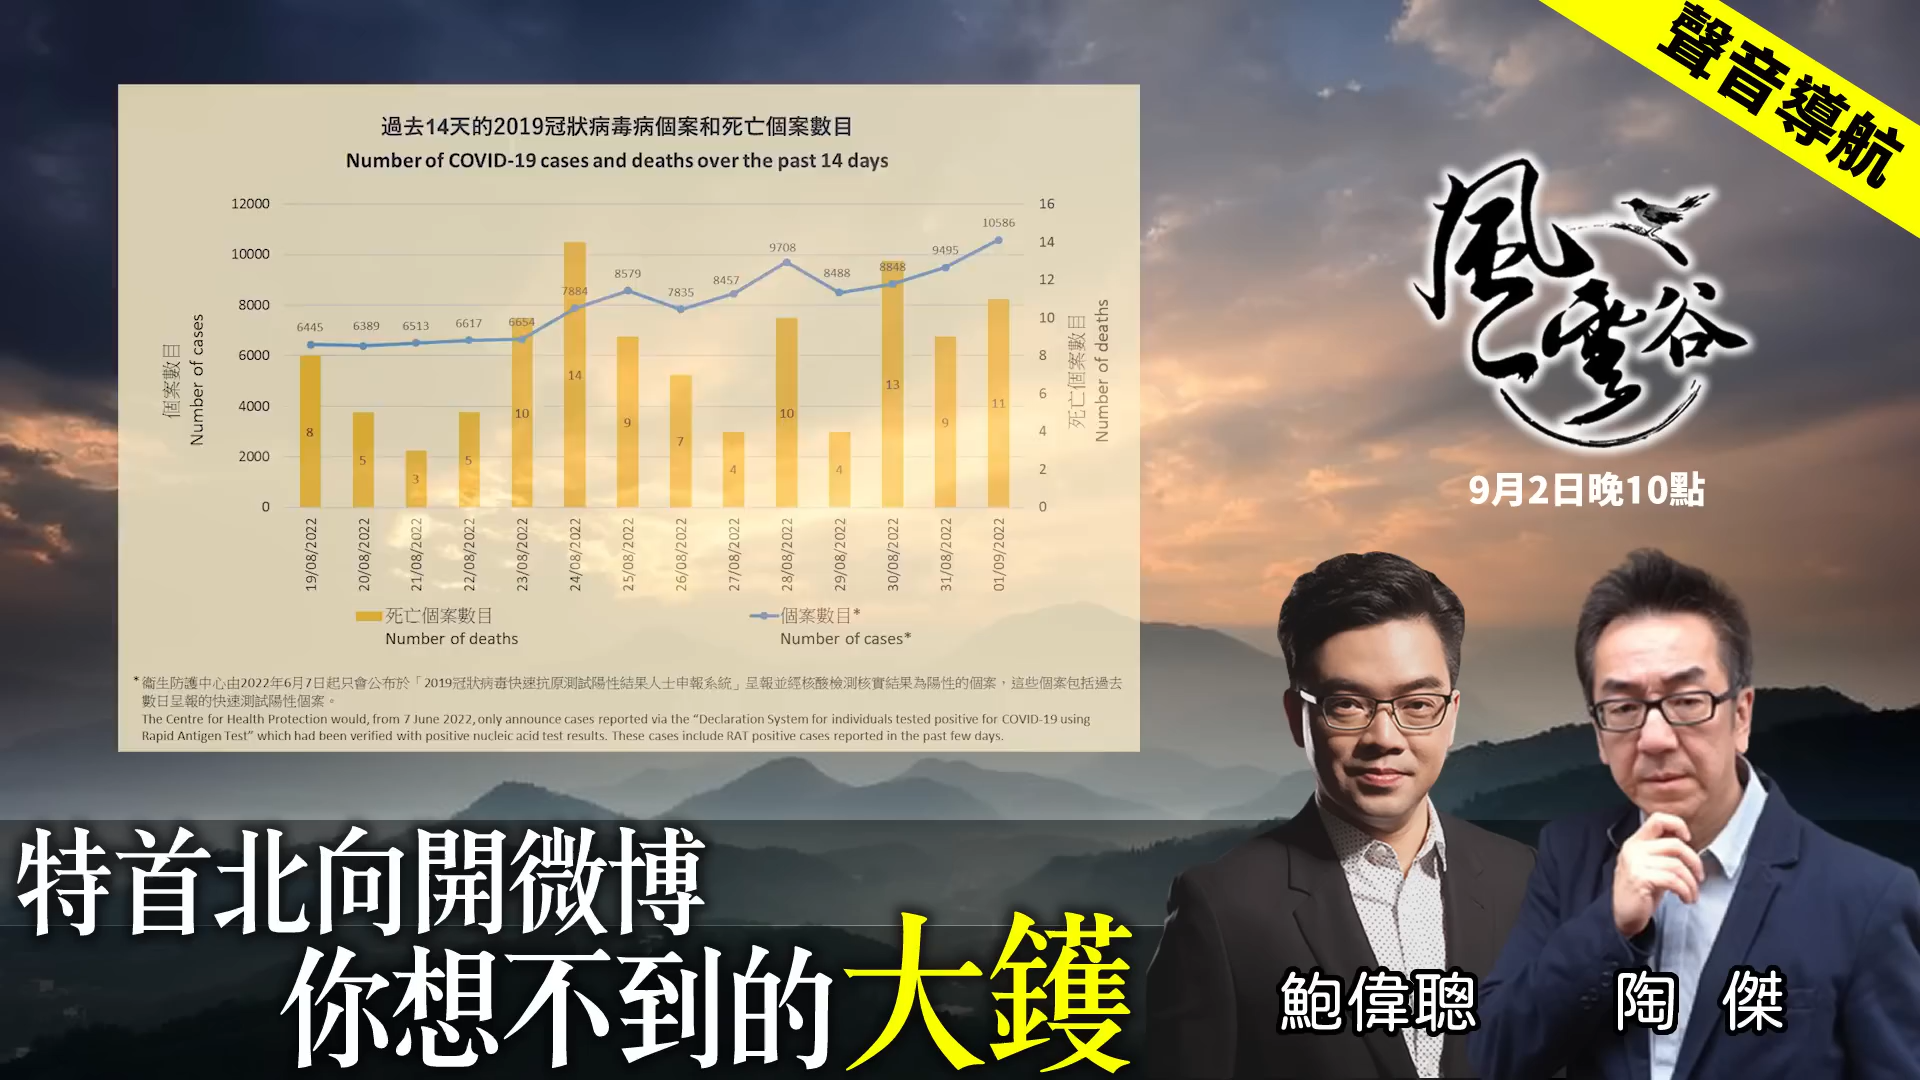 聲音導航
過去14天的2019冠狀病毒病個案和死亡個案數目
Number of COVID-19 cases and deaths over the past 14 days
12000
10000
8000
6000
4000
2000
0
個案數目
Number of cases
16
14
12
10
8
6
4
2
0
死亡個案數目
Number of deaths
6445
6389
6513
6617
6654
7884
8579
7835
8457
9708
8488
8848
9495
10586
8
5
3
5
10
14
9
7
4
10
4
13
9
11
19/08/2022
20/08/2022
21/08/2022
22/08/2022
23/08/2022
24/08/2022
25/08/2022
26/08/2022
27/08/2022
28/08/2022
29/08/2022
30/08/2022
31/08/2022
01/09/2022
死亡個案數目
Number of deaths
個案數目*
Number of cases*
*衞生防護中心由2022年6月7日起只會公布於「2019冠狀病毒快速抗原測試陽性結果人士申報系統」呈報並經核酸檢測核實結果為陽性的個案，這些個案包括過去
數日呈報的快速測試陽性個案。
The Centre for Health Protection would, from 7 June 2022, only announce cases reported via the “Declaration System for individuals tested positive for COVID-19 using
Rapid Antigen Test” which had been verified with positive nucleic acid test results. These cases include RAT positive cases reported in the past few days.
風雲谷
9月2日晚10點
特首北向開微博
你想不到的大鑊
鮑偉聰
陶傑